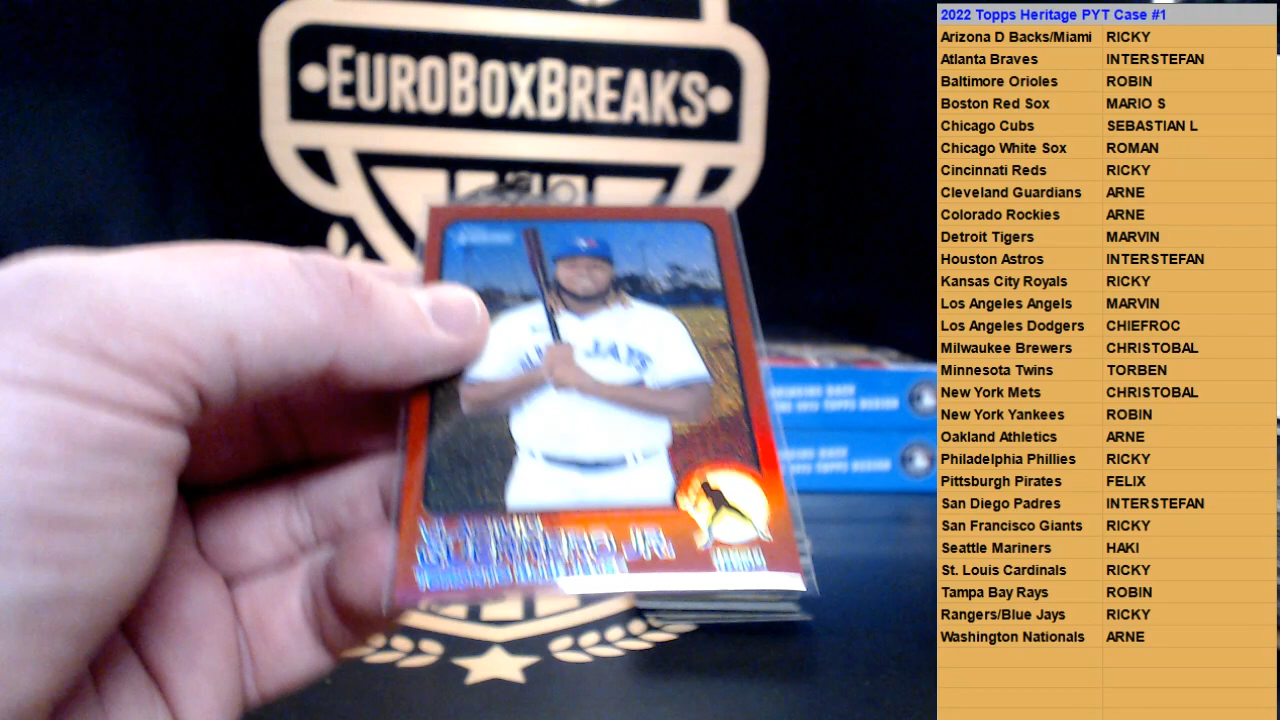 EUROBOXBREAKS
JAYS
JR.
2022 Topps Heritage PYT Case #1
Arizona D Backs/Miami RICKY
Atlanta Braves INTERSTEFAN
Baltimore Orioles ROBIN
Boston Red Sox MARIO S
Chicago Cubs SEBASTIAN L
Chicago White Sox ROMAN
Cincinnati Reds RICKY
Cleveland Guardians ARNE
Colorado Rockies ARNE
Detroit Tigers MARVIN
Houston Astros INTERSTEFAN
Kansas City Royals RICKY
Los Angeles Angels MARVIN
Los Angeles Dodgers CHIEFROC
Milwaukee Brewers CHRISTOBAL
Minnesota Twins TORBEN
New York Mets CHRISTOBAL
New York Yankees ROBIN
Oakland Athletics ARNE
Philadelphia Phillies RICKY
Pittsburgh Pirates FELIX
San Diego Padres INTERSTEFAN
San Francisco Giants RICKY
Seattle Mariners HAKI
St. Louis Cardinals RICKY
Tampa Bay Rays ROBIN
Rangers/Blue Jays RICKY
Washington Nationals ARNE